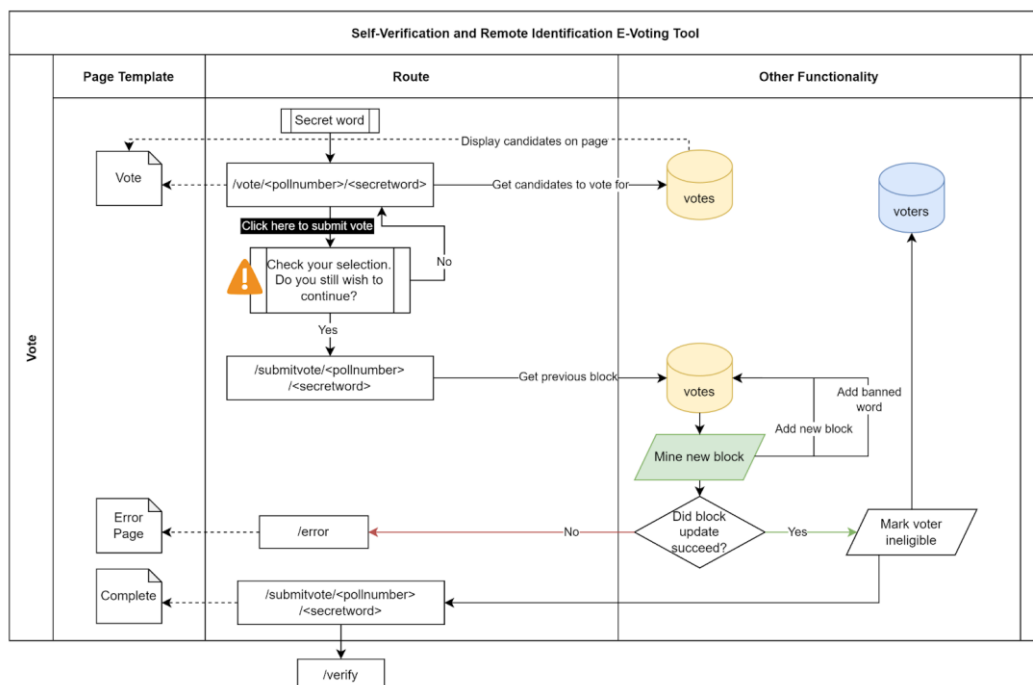 Self-Verification and Remote Identification E-Voting Tool
Page Template
Route
Other Functionality
Vote
Secret word
Display candidates on page
Vote
/vote/<pollnumber>/<secretword>
Get candidates to vote for
votes
voters
Click here to submit vote
Check your selection.
Do you still wish to
continue?
No
Yes
/submitvote/<pollnumber>
/<secretword>
Get previous block
votes
Add banned
word
Add new block
Mine new block
Error
Page
/error
No
Did block
update
succeed?
Yes
Mark voter
ineligible
Complete
/submitvote/<pollnumber>
/<secretword>
/verify